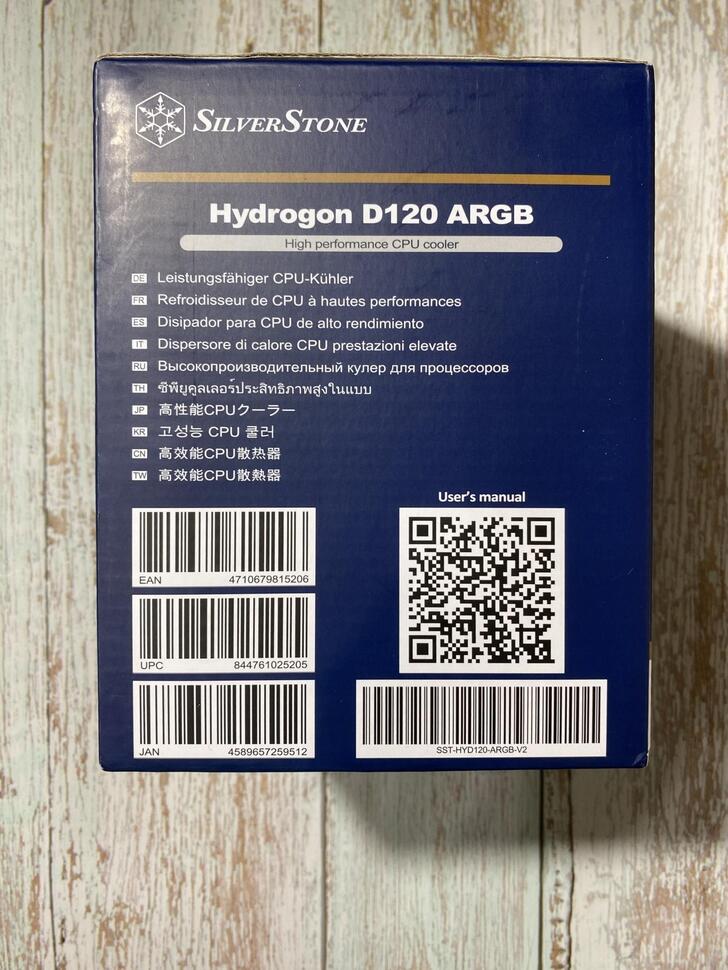 SILVERSTONE
Hydrogon D120 ARGB
High performance CPU cooler
DE Leistungsfähiger CPU-Kühler
FR Refroidisseur de CPU à hautes performances
ES Disipador para CPU de alto rendimiento
IT Dispersore di calore CPU prestazioni elevate
RU Высокопроизводительный кулер для процессоров
TH ซีพียูคูลเลอร์ประสิทธิภาพสูงในแบบ
JP 高性能CPUクーラー
KR 고성능 CPU 쿨러
CN 高效能CPU散热器
TW 高效能CPU散熱器
User's manual
EAN 4710679815206
UPC 844761025205
JAN 4589657259512
SST-HYD120-ARGB-V2